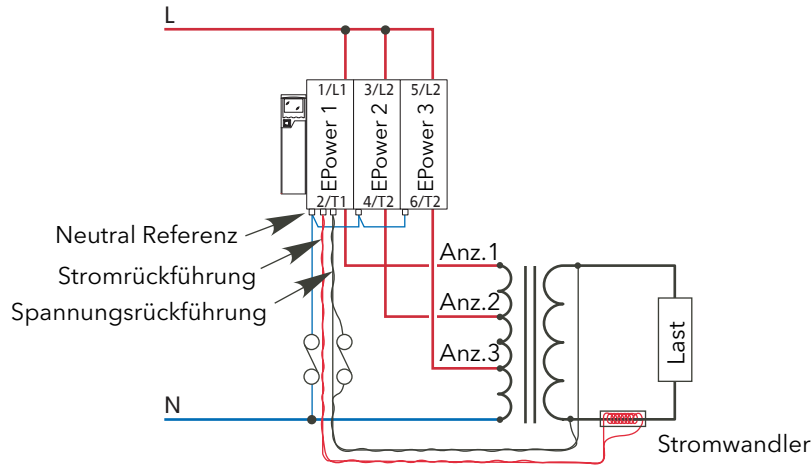 L
1/L1
3/L2
5/L2
EPower 1
EPower 2
EPower 3
2/T1
4/T2
6/T2
Neutral Referenz
Stromrückführung
Spannungsrückführung
Anz.1
Anz.2
Anz.3
Last
N
Stromwandler